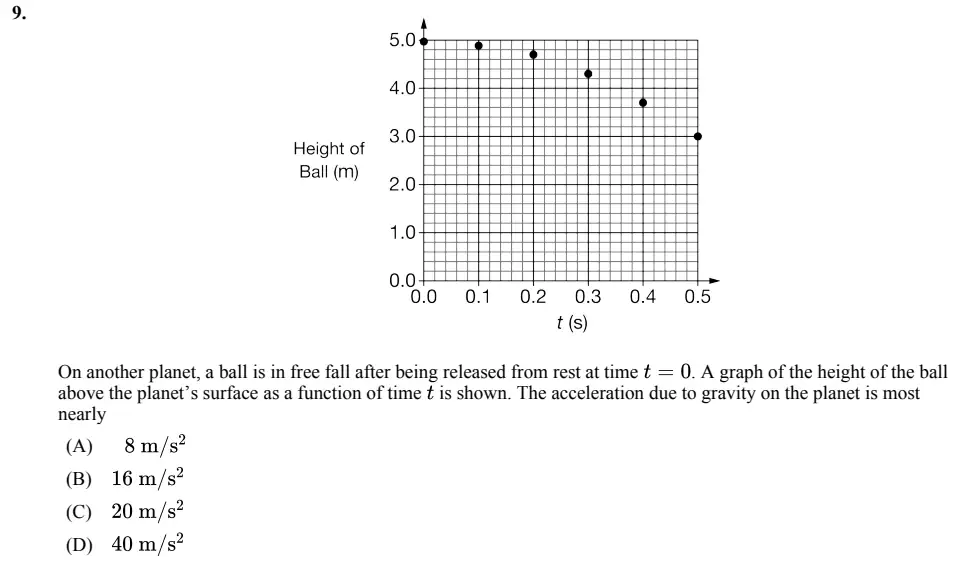 9.
5.0
4.0
3.0
Height of
Ball (m)
2.0
1.0
0.0
0.0 0.1 0.2 0.3 0.4 0.5
t (s)
On another planet, a ball is in free fall after being released from rest at time t = 0. A graph of the height of the ball
above the planet’s surface as a function of time t is shown. The acceleration due to gravity on the planet is most
nearly
(A) 8 m/s²
(B) 16 m/s²
(C) 20 m/s²
(D) 40 m/s²